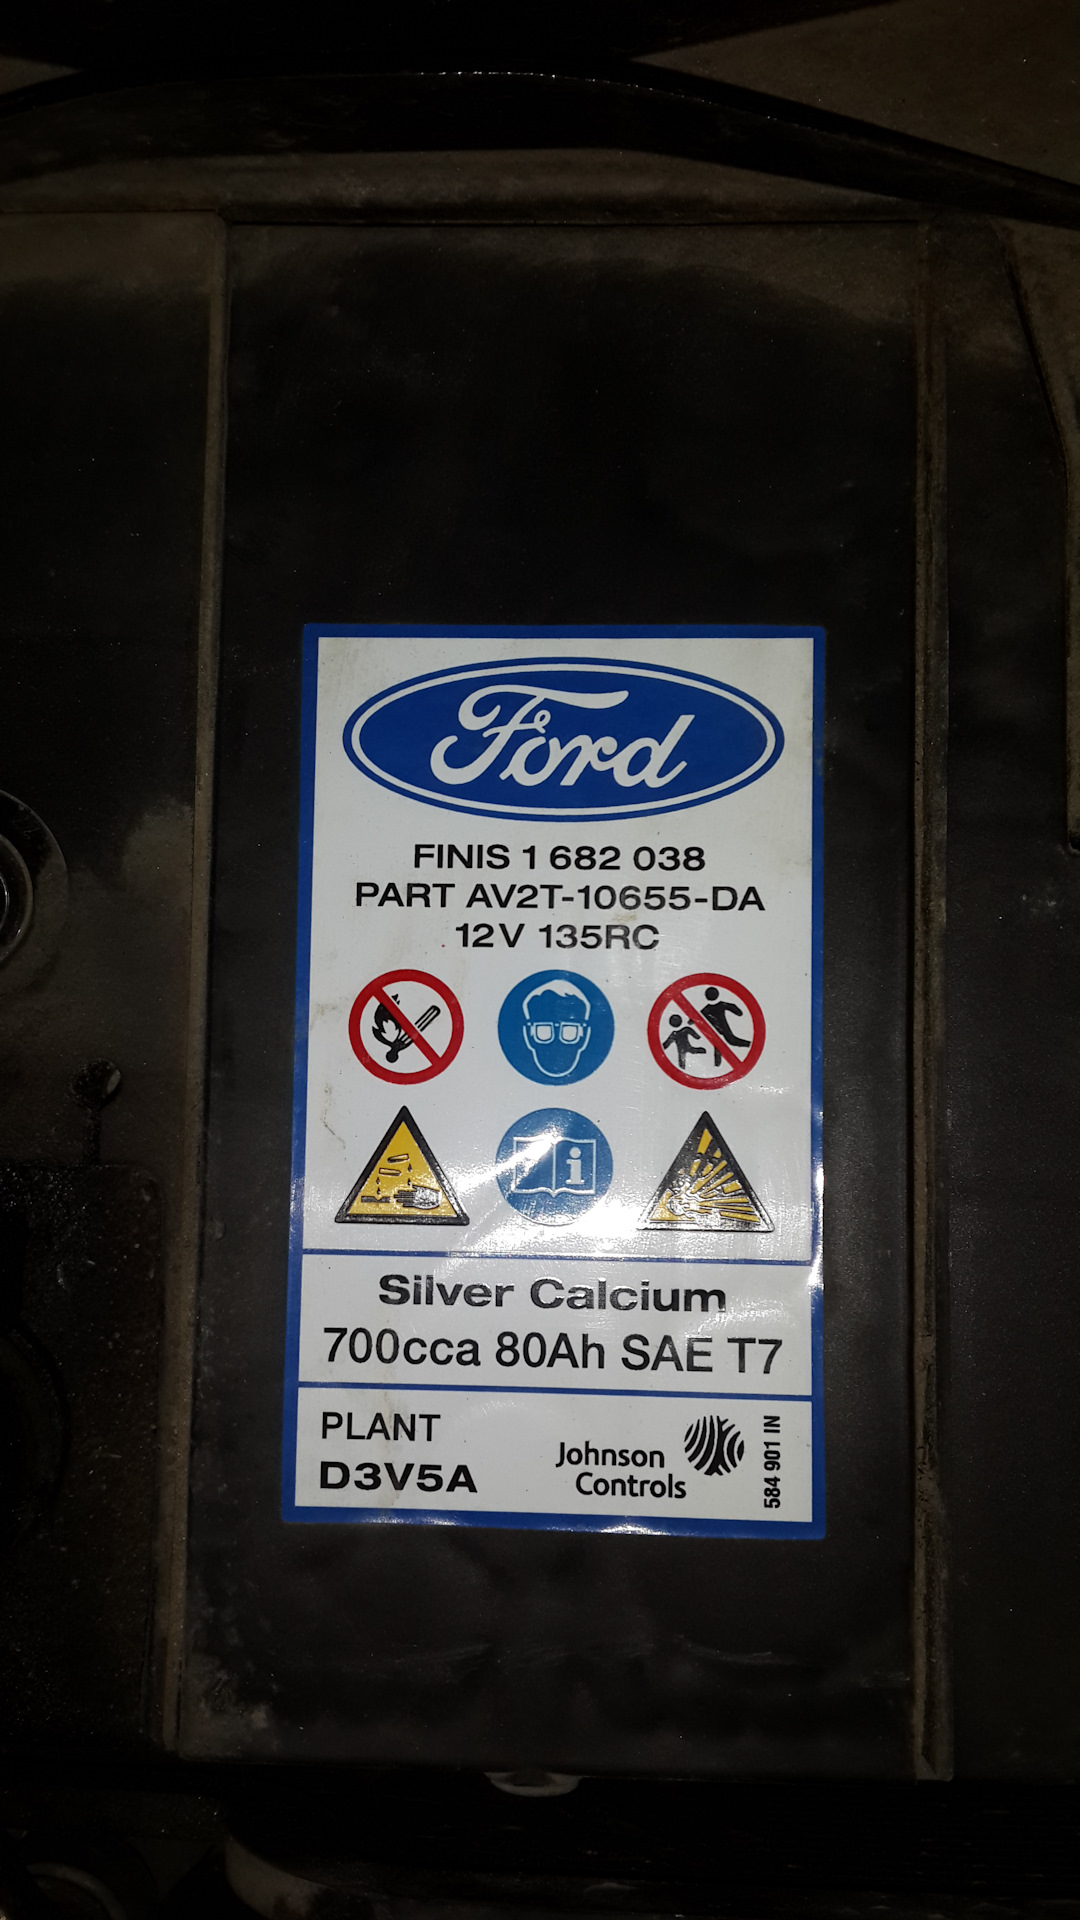 Ford
FINIS 1 682 038
PART AV2T-10655-DA
12V 135RC
i
Silver Calcium
700cca 80Ah SAE T7
PLANT
D3V5A
Johnson
Controls
584 901 IN